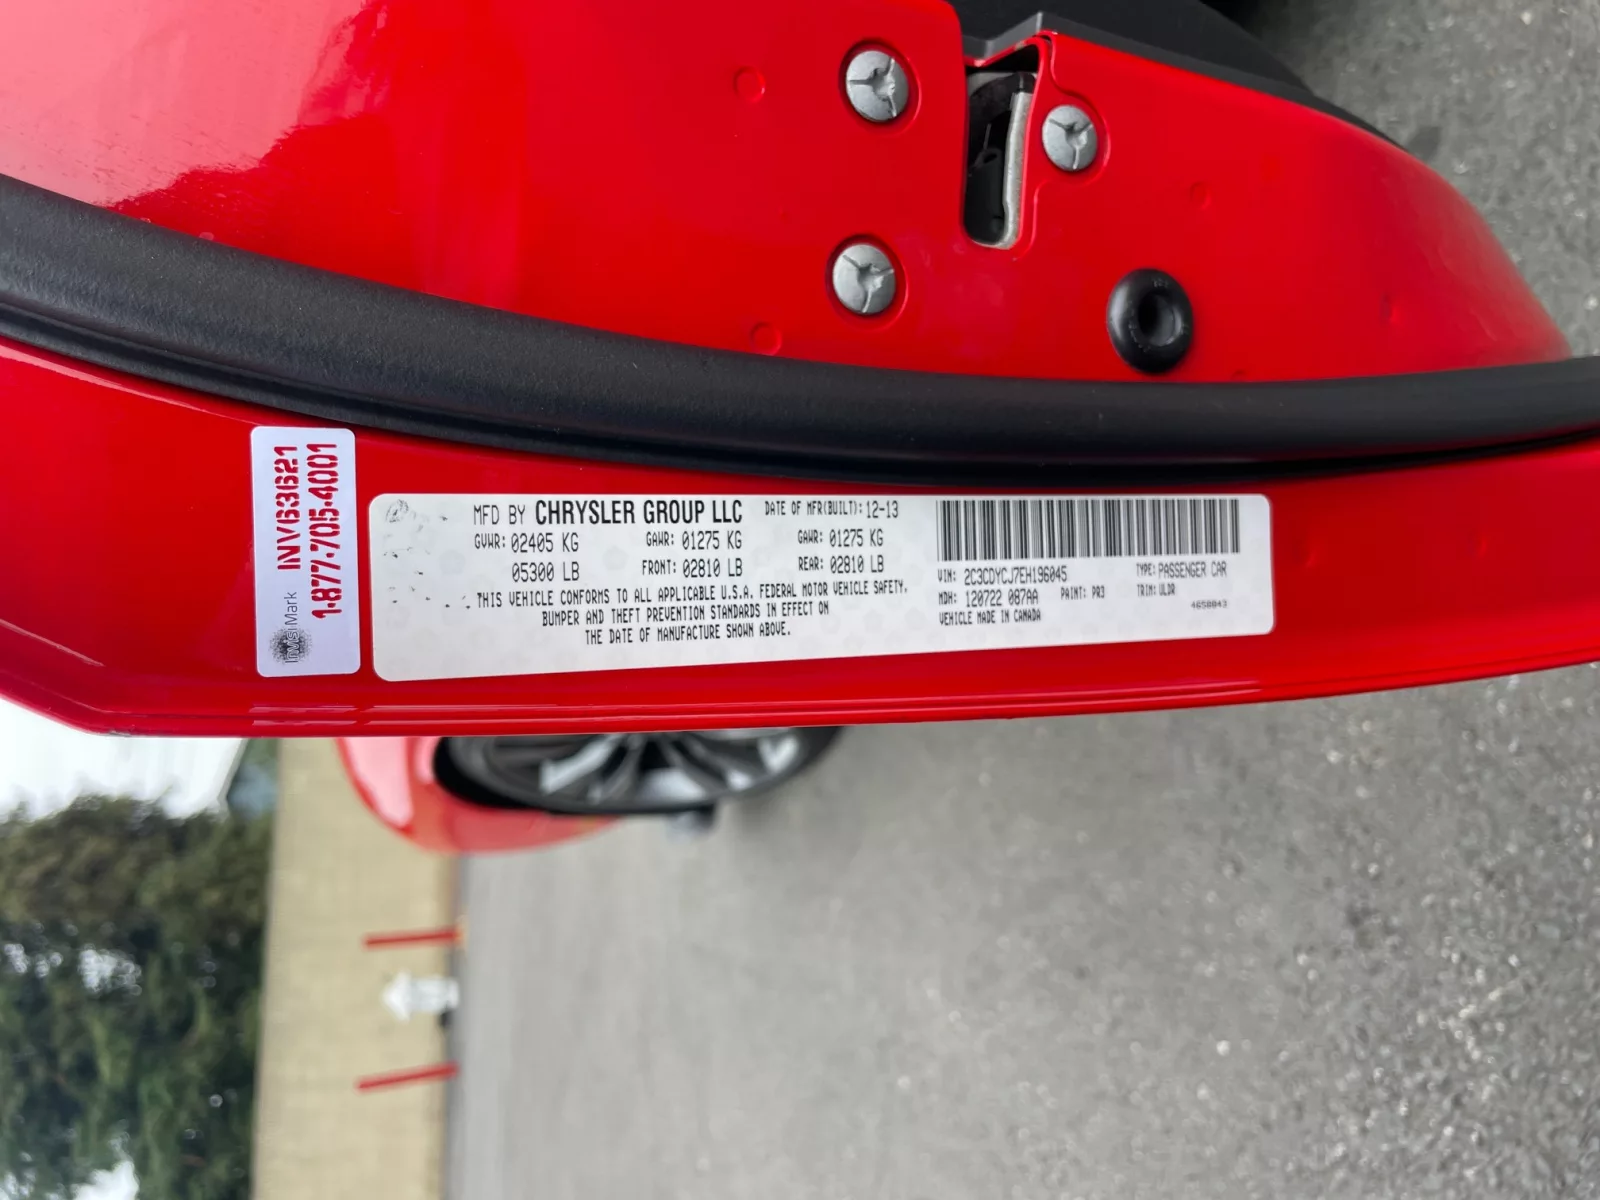 INV63621
1-877-705-4001
InvisiMark
MFD BY CHRYSLER GROUP LLC DATE OF MFR(BUILT): 12-13
GVWR: 02405 KG GAWR: 01275 KG GAWR: 01275 KG
05300 LB FRONT: 02810 LB REAR: 02810 LB
THIS VEHICLE CONFORMS TO ALL APPLICABLE U.S.A. FEDERAL MOTOR VEHICLE SAFETY,
BUMPER AND THEFT PREVENTION STANDARDS IN EFFECT ON
THE DATE OF MANUFACTURE SHOWN ABOVE.
VIN: 2C3CDYCJ7EH196045 TYPE: PASSENGER CAR
MDH: 120722 087AA PAINT: PR3 TRIM: ULDR
VEHICLE MADE IN CANADA 4658843